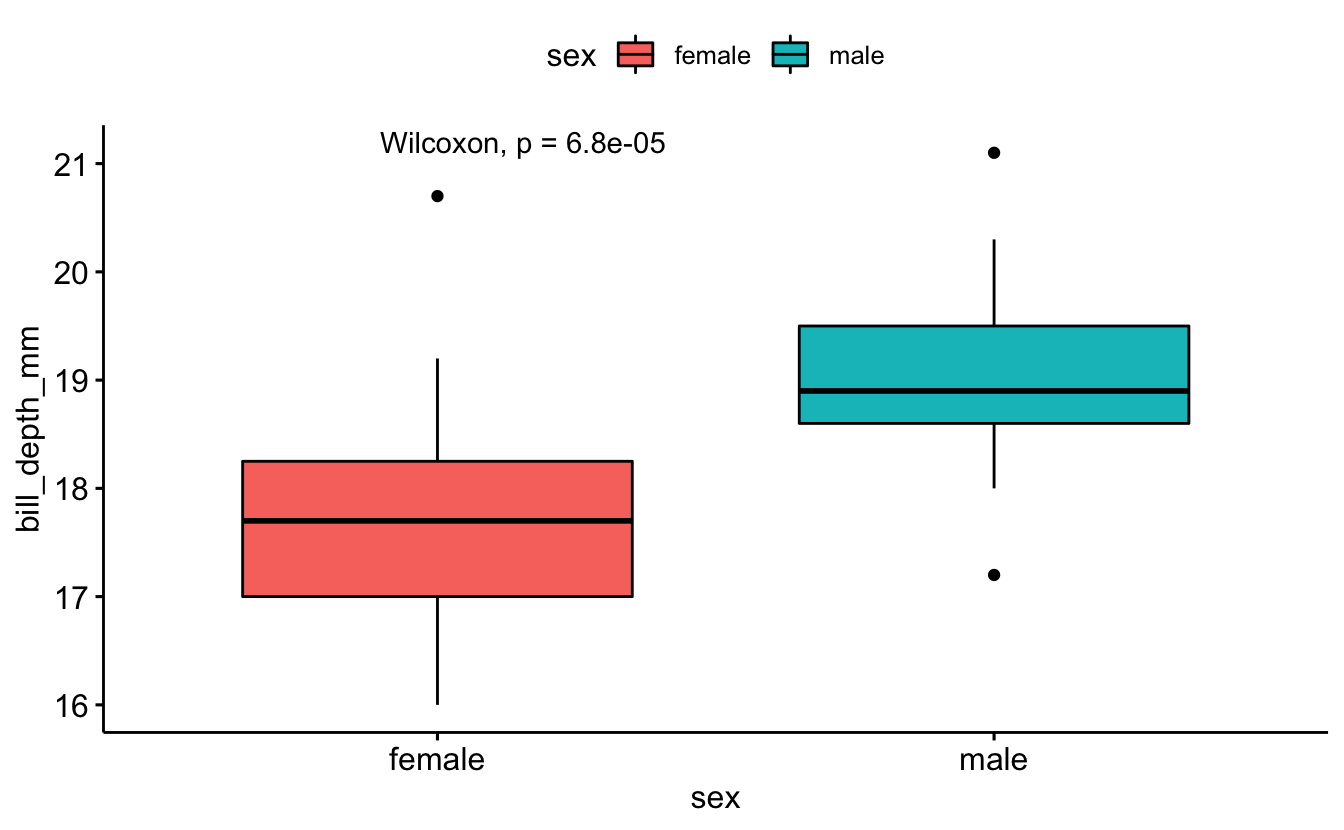 sex female male
Wilcoxon, p = 6.8e-05
21
20
19
18
17
16
bill_depth_mm
female male
sex